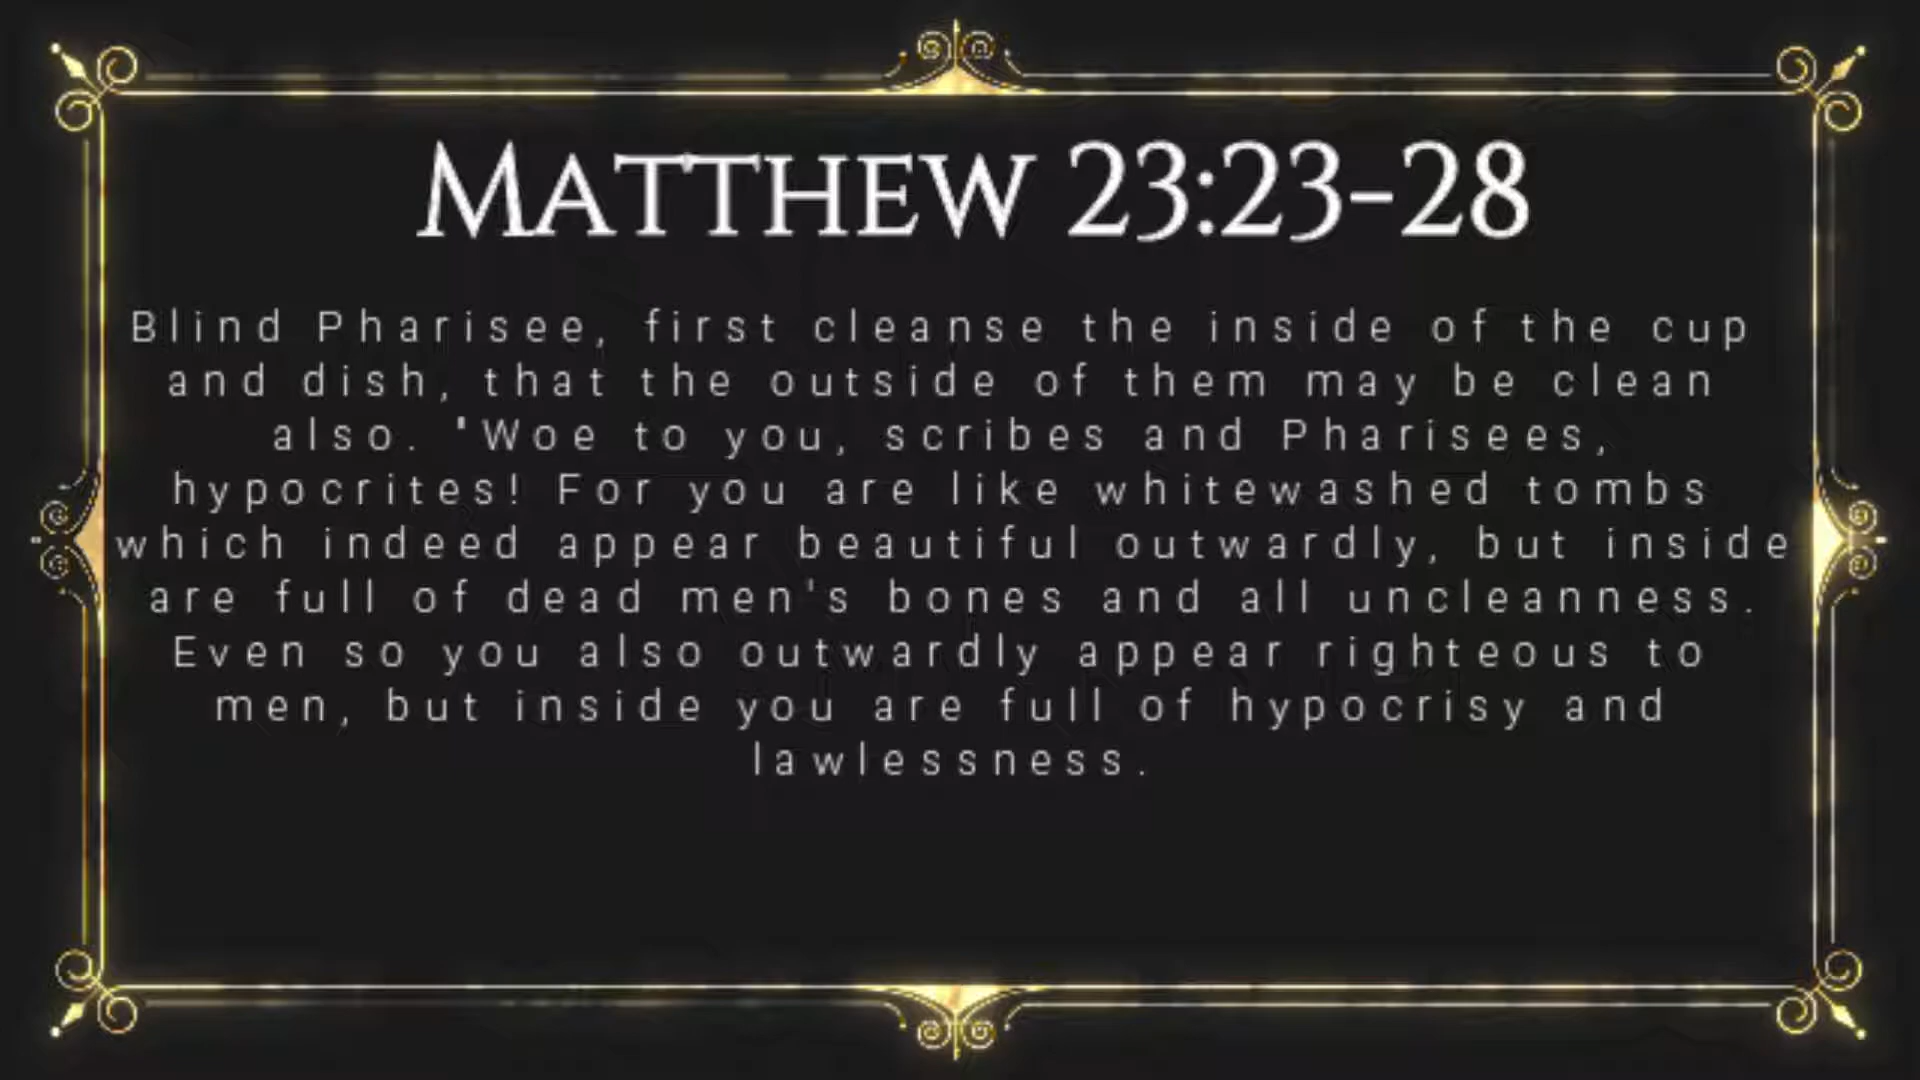 Matthew 23:23-28
Blind Pharisee, first cleanse the inside of the cup
and dish, that the outside of them may be clean
also. "Woe to you, scribes and Pharisees,
hypocrites! For you are like whitewashed tombs
which indeed appear beautiful outwardly, but inside
are full of dead men's bones and all uncleanness.
Even so you also outwardly appear righteous to
men, but inside you are full of hypocrisy and
lawlessness.